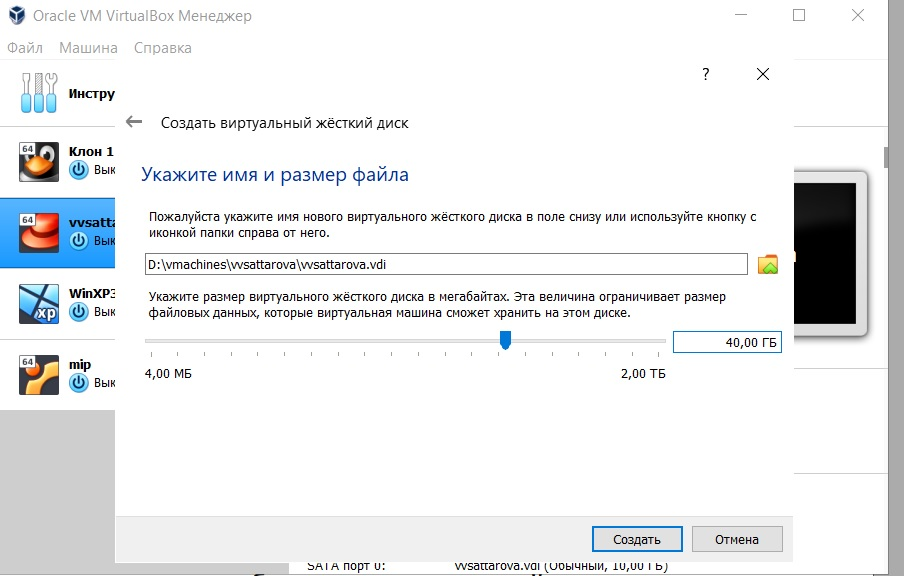 Oracle VM VirtualBox Менеджер
Файл Машина Справка
?
Инстру
Создать виртуальный жёсткий диск
64
Клон 1
Вык
Укажите имя и размер файла
Пожалуйста укажите имя нового виртуального жёсткого диска в поле снизу или используйте кнопку с
иконкой папки справа от него.
64
vvsatta
Вык
D:\vmachines\vvsattarova\vvsattarova.vdi
Укажите размер виртуального жёсткого диска в мегабайтах. Эта величина ограничивает размер
файловых данных, которые виртуальная машина сможет хранить на этом диске.
xp
WinXP3
Вык
40,00 ГБ
4,00 МБ
2,00 ТБ
64
mip
Вык
Создать
Отмена
SATA порт 0:
vvsattarova.vdi (Обычный, 10,00 ГБ)